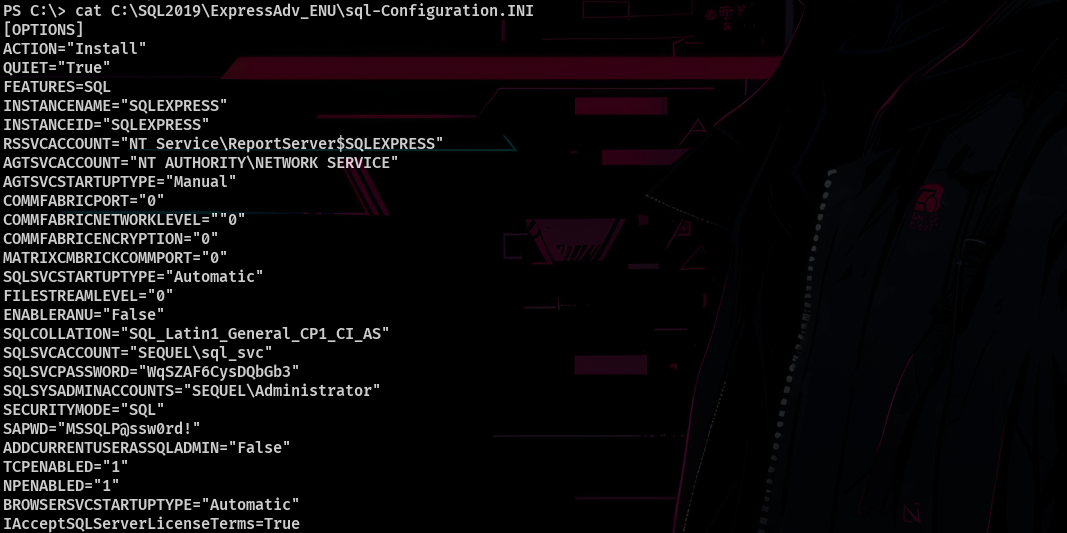 PS C:\> cat C:\SQL2019\ExpressAdv_ENU\sql-Configuration.INI
[OPTIONS]
ACTION="Install"
QUIET="True"
FEATURES=SQL
INSTANCENAME="SQLEXPRESS"
INSTANCEID="SQLEXPRESS"
RSSVCACCOUNT="NT Service\ReportServer$SQLEXPRESS"
AGTSVCACCOUNT="NT AUTHORITY\NETWORK SERVICE"
AGTSVCSTARTUPTYPE="Manual"
COMMFABRICPORT="0"
COMMFABRICNETWORKLEVEL=""0"
COMMFABRICENCRYPTION="0"
MATRIXCMBRICKCOMMPORT="0"
SQLSVCSTARTUPTYPE="Automatic"
FILESTREAMLEVEL="0"
ENABLERANU="False"
SQLCOLLATION="SQL_Latin1_General_CP1_CI_AS"
SQLSVCACCOUNT="SEQUEL\sql_svc"
SQLSVCPASSWORD="WqSZAF6CysDQbGb3"
SQLSYSADMINACCOUNTS="SEQUEL\Administrator"
SECURITYMODE="SQL"
SAPWD="MSSQLP@ssw0rd!"
ADDCURRENTUSERASSQLADMIN="False"
TCPENABLED="1"
NPENABLED="1"
BROWSERSVCSTARTUPTYPE="Automatic"
IAcceptSQLServerLicenseTerms=True